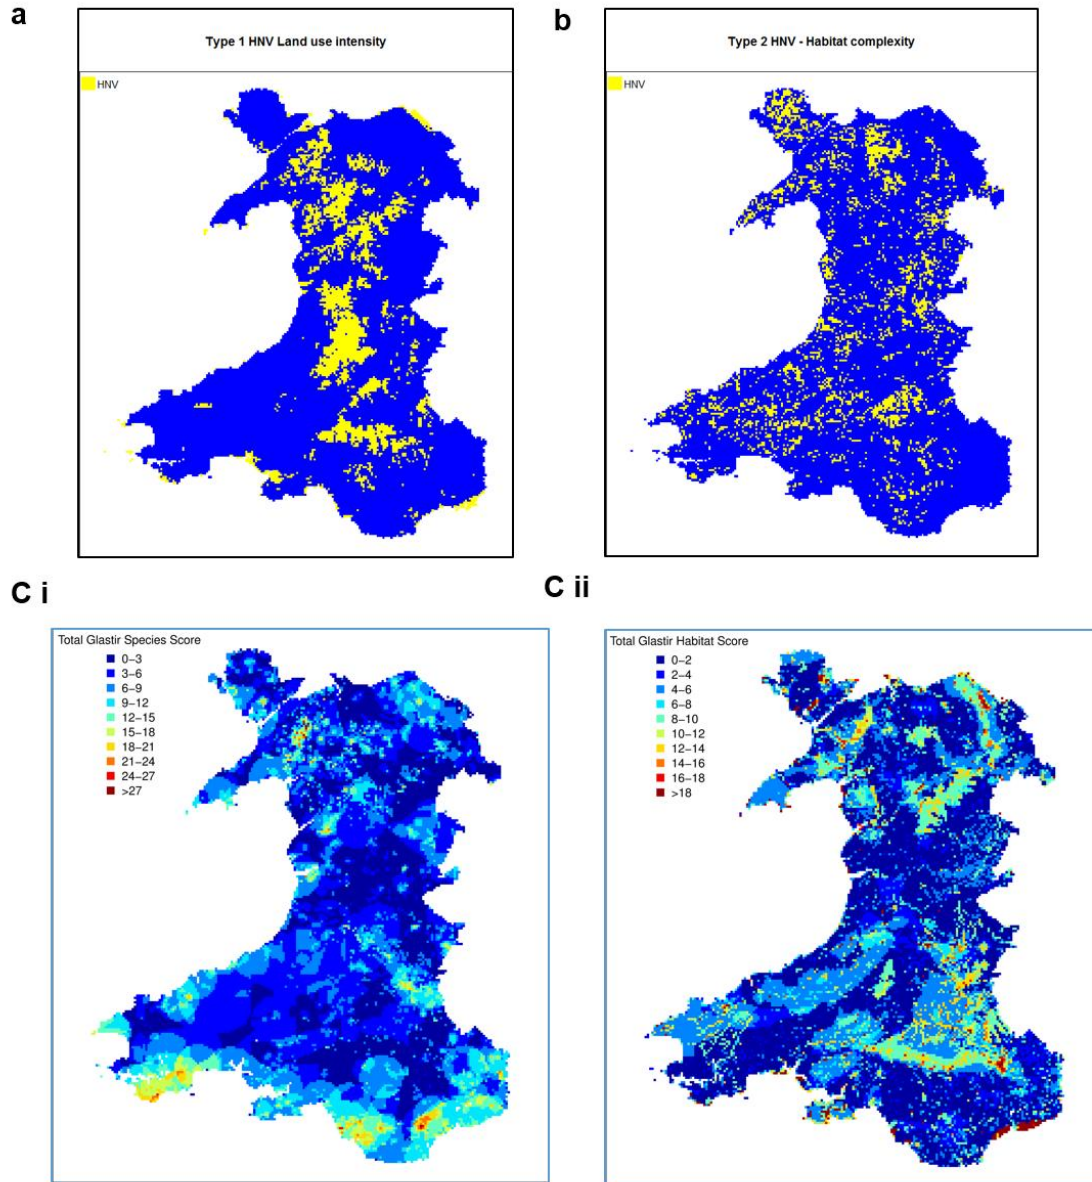 a
Type 1 HNV Land use intensity
HNV
b
Type 2 HNV - Habitat complexity
HNV
C i
Total Glastir Species Score
0–3
3–6
6–9
9–12
12–15
15–18
18–21
21–24
24–27
>27
C ii
Total Glastir Habitat Score
0–2
2–4
4–6
6–8
8–10
10–12
12–14
14–16
16–18
>18